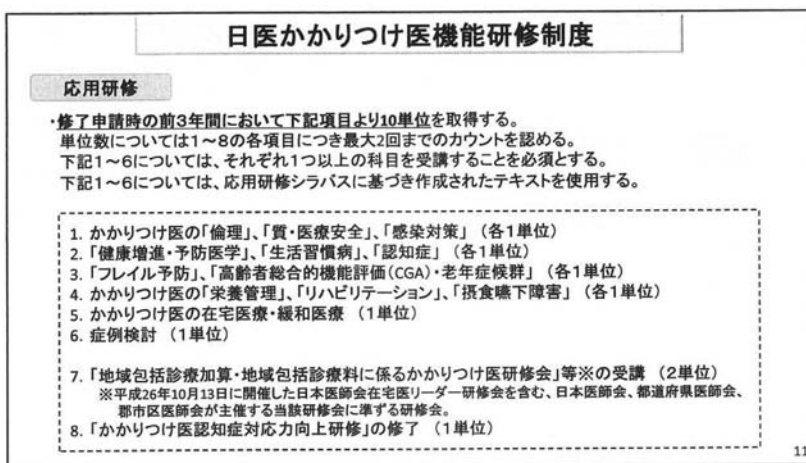 日医かかりつけ医機能研修制度
応用研修
・修了申請時の前3年間において下記項目より10単位を取得する。
単位数については1～8の各項目につき最大2回までのカウントを認める。
下記1～6については、それぞれ1つ以上の科目を受講することを必須とする。
下記1～6については、応用研修シラバスに基づき作成されたテキストを使用する。
1. かかりつけ医の「倫理」、「質・医療安全」、「感染対策」 (各1単位)
2. 「健康増進・予防医学」、「生活習慣病」、「認知症」 (各1単位)
3. 「フレイル予防」、「高齢者総合的機能評価(CGA)・老年症候群」 (各1単位)
4. かかりつけ医の「栄養管理」、「リハビリテーション」、「摂食嚥下障害」 (各1単位)
5. かかりつけ医の在宅医療・緩和医療 (1単位)
6. 症例検討 (1単位)
7. 「地域包括診療加算・地域包括診療料に係るかかりつけ医研修会」等※の受講 (2単位)
※平成26年10月13日に開催した日本医師会在宅医リーダー研修会を含む、日本医師会、都道府県医師会、
郡市区医師会が主催する当該研修会に準ずる研修会。
8. 「かかりつけ医認知症対応力向上研修」の修了 (1単位)
11